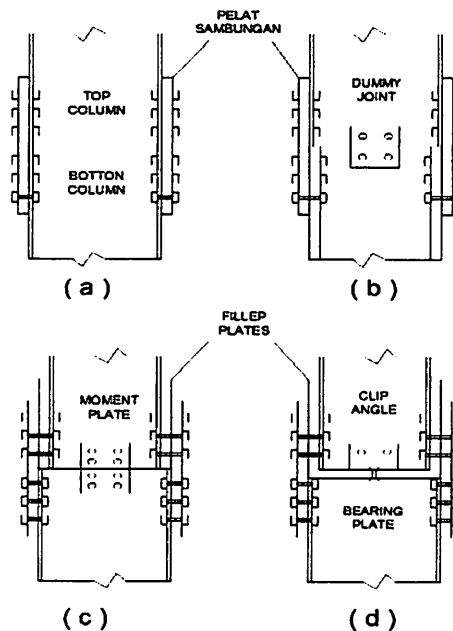 PELAT
SAMBUNGAN
TOP
COLUMN
BOTTON
COLUMN
DUMMY
JOINT
(a)
(b)
FILLEP
PLATES
MOMENT
PLATE
CLIP
ANGLE
BEARING
PLATE
(c)
(d)